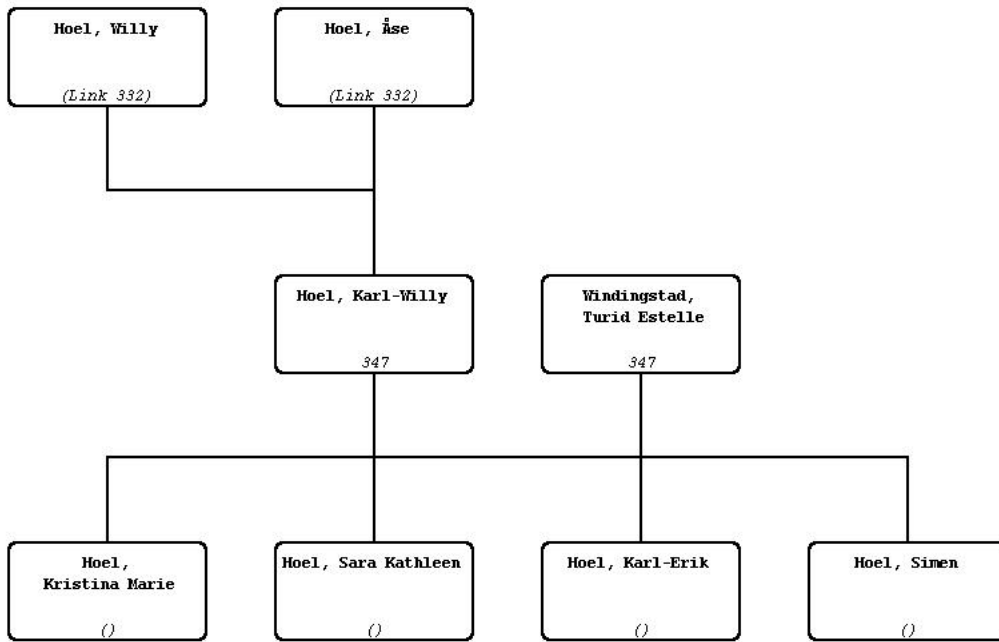 Hoel, Willy
(Link 332)
Hoel, Åse
(Link 332)
Hoel, Karl-Willy
347
Windingstad,
Turid Estelle
347
Hoel,
Kristina Marie
()
Hoel, Sara Kathleen
()
Hoel, Karl-Erik
()
Hoel, Simen
()